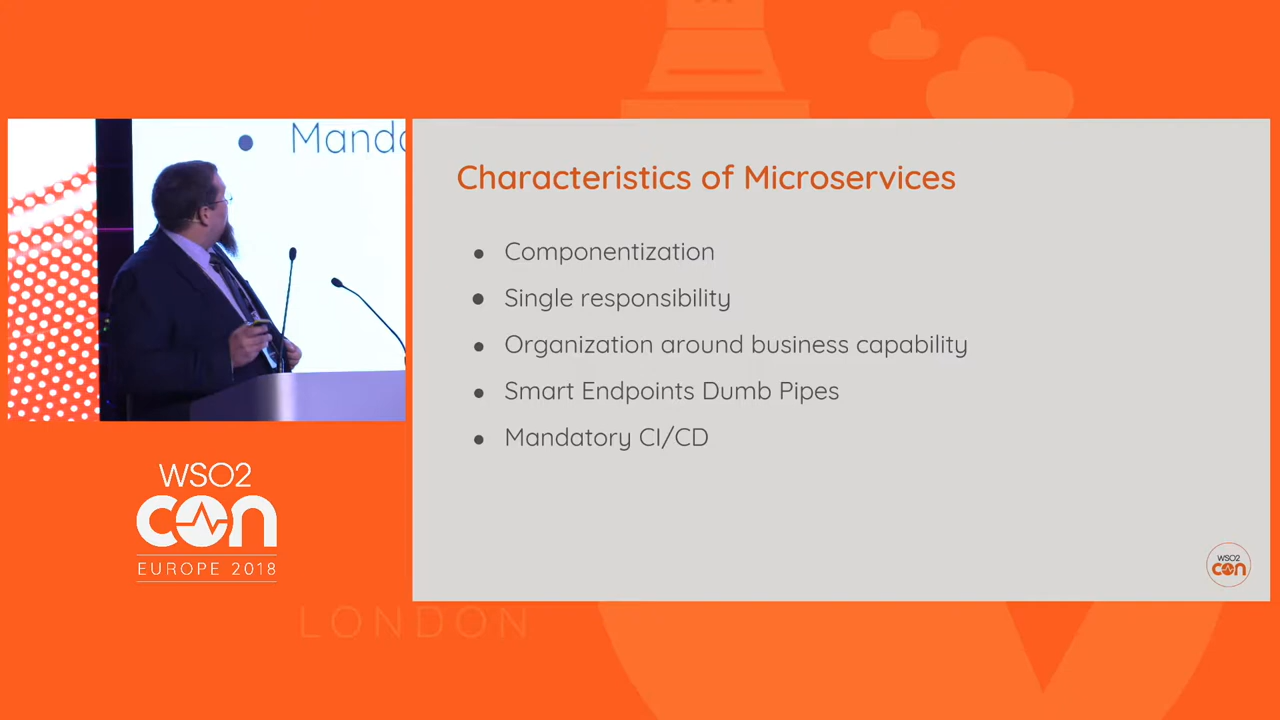 Manda
Characteristics of Microservices
• Componentization
• Single responsibility
• Organization around business capability
• Smart Endpoints Dumb Pipes
• Mandatory CI/CD
WSO2
con
EUROPE 2018
LONDON
WSO2
con